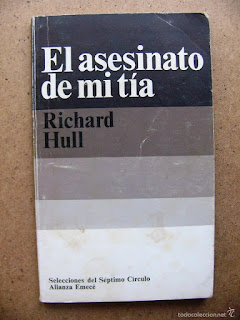 El asesinato
de mi tía
Richard
Hull
Selecciones del Séptimo Círculo
Alianza Emecé
todocoleccion.net